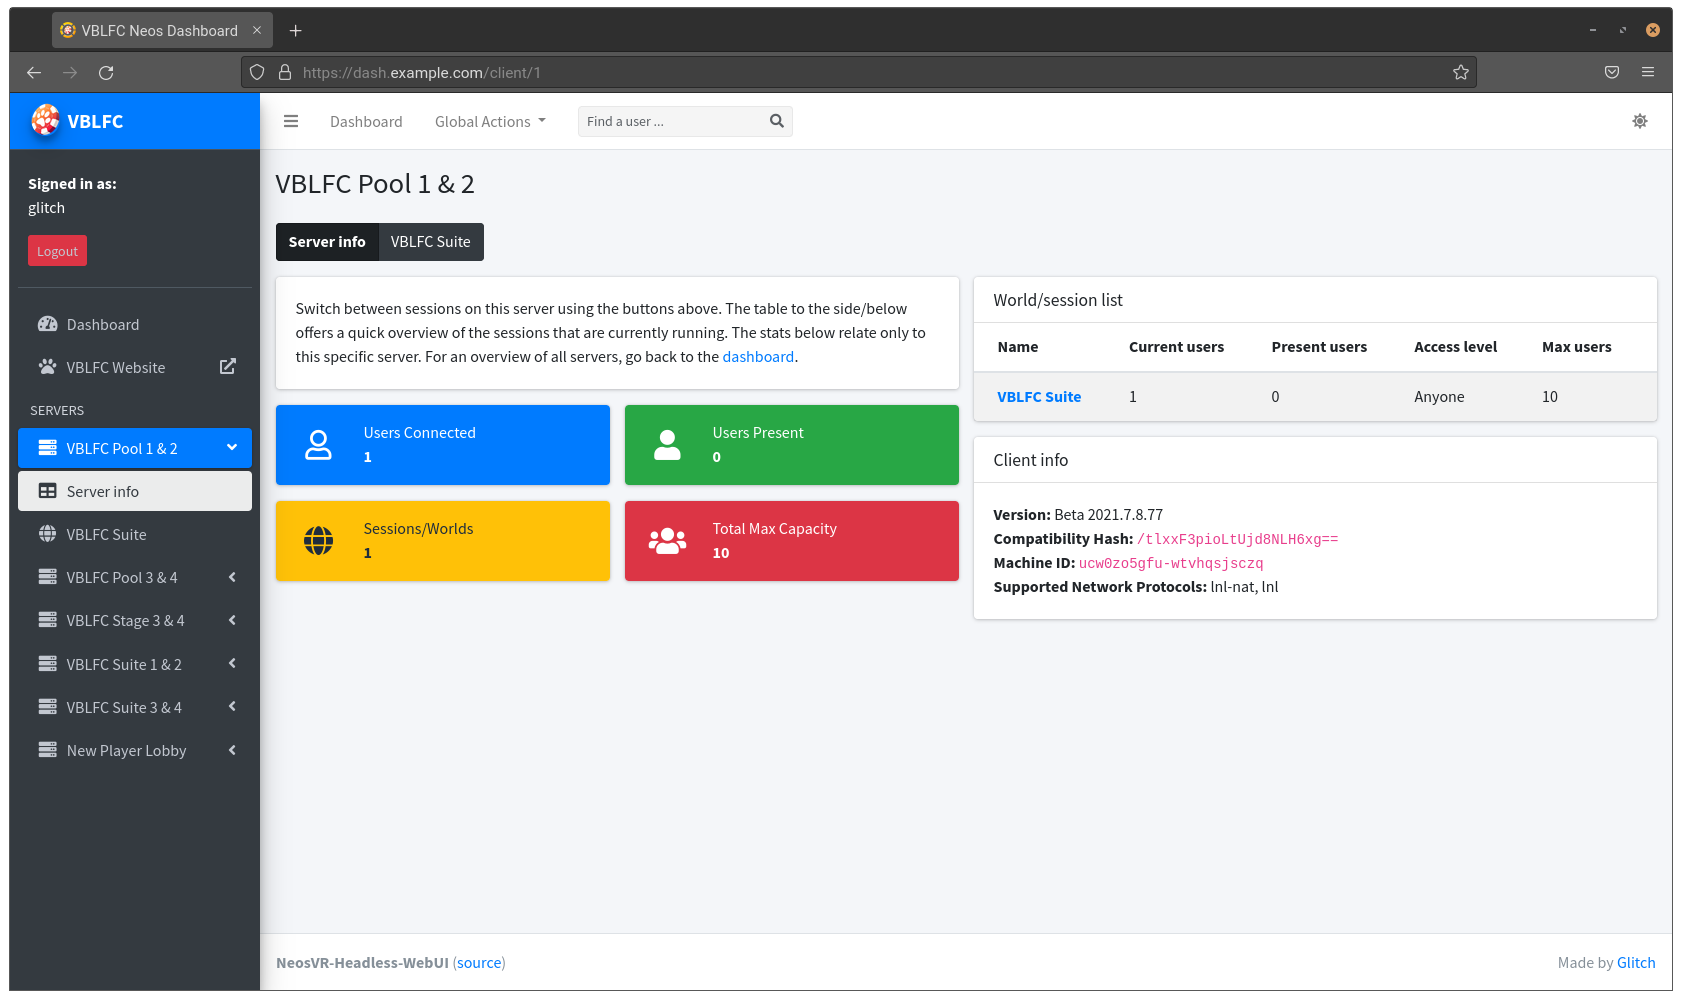 VBLFC Neos Dashboard
https://dash.example.com/client/1
VBLFC
Dashboard
Global Actions
Find a user ...
Signed in as:
glitch
Logout
Dashboard
VBLFC Website
SERVERS
VBLFC Pool 1 & 2
Server info
VBLFC Suite
VBLFC Pool 3 & 4
VBLFC Stage 3 & 4
VBLFC Suite 1 & 2
VBLFC Suite 3 & 4
New Player Lobby
VBLFC Pool 1 & 2
Server info VBLFC Suite
Switch between sessions on this server using the buttons above. The table to the side/below
offers a quick overview of the sessions that are currently running. The stats below relate only to
this specific server. For an overview of all servers, go back to the dashboard.
Users Connected
1
Users Present
0
Sessions/Worlds
1
Total Max Capacity
10
World/session list
Name Current users Present users Access level Max users
VBLFC Suite 1 0 Anyone 10
Client info
Version: Beta 2021.7.8.77
Compatibility Hash: /tlxxF3pioLtUjd8NLH6xg==
Machine ID: ucw0zo5gfu-wtvhqsjsczq
Supported Network Protocols: lnl-nat, lnl
NeosVR-Headless-WebUI (source)
Made by Glitch